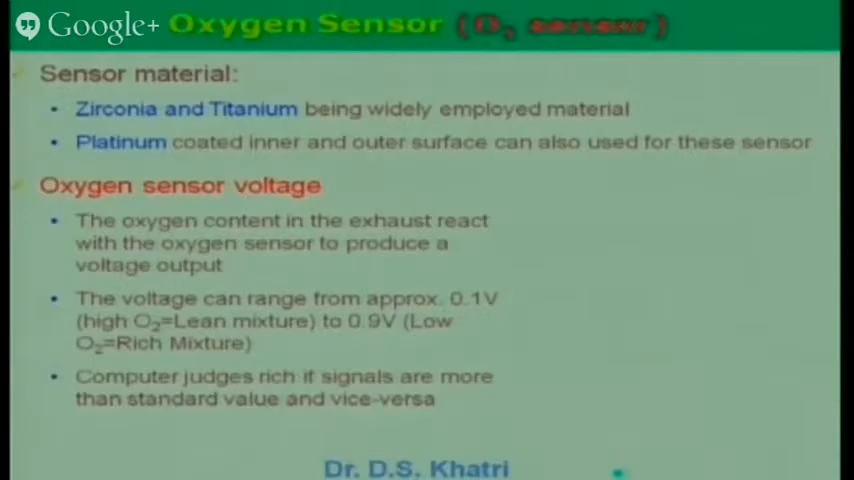 Google+
Oxygen Sensor (O₂ sensor)
Sensor material:
Zirconia and Titanium being widely employed material
Platinum coated inner and outer surface can also used for these sensor
Oxygen sensor voltage
The oxygen content in the exhaust react
with the oxygen sensor to produce a
voltage output
The voltage can range from approx. 0.1V
(high O₂=Lean mixture) to 0.9V (Low
O₂=Rich Mixture)
Computer judges rich if signals are more
than standard value and vice-versa
Dr. D.S. Khatri